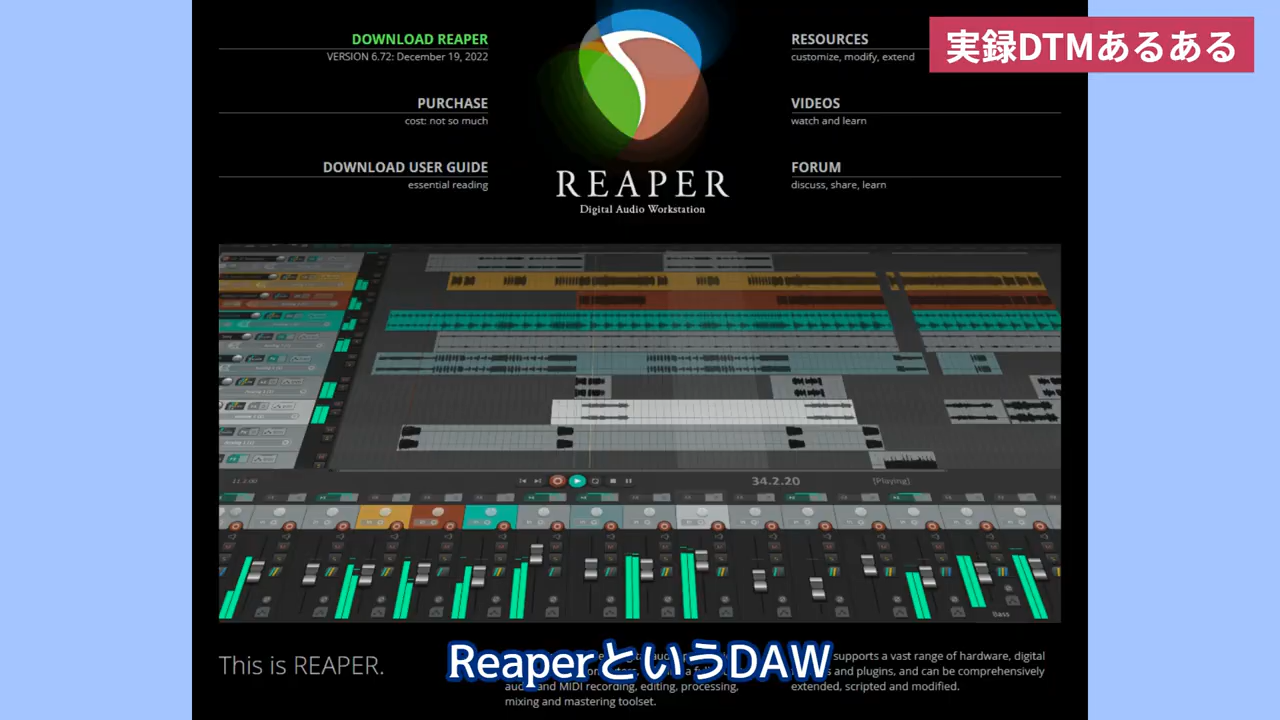 DOWNLOAD REAPER
VERSION 6.72: December 19, 2022
PURCHASE
cost: not so much
DOWNLOAD USER GUIDE
essential reading
REAPER
Digital Audio Workstation
RESOURCES
customize, modify, extend
VIDEOS
watch and learn
FORUM
discuss, share, learn
実録DTMあるある
34.2.20
[Playing]
Bass
This is REAPER.
and MIDI recording, editing, processing,
mixing and mastering toolset.
supports a vast range of hardware, digital
and plugins, and can be comprehensively
extended, scripted and modified.
ReaperというDAW